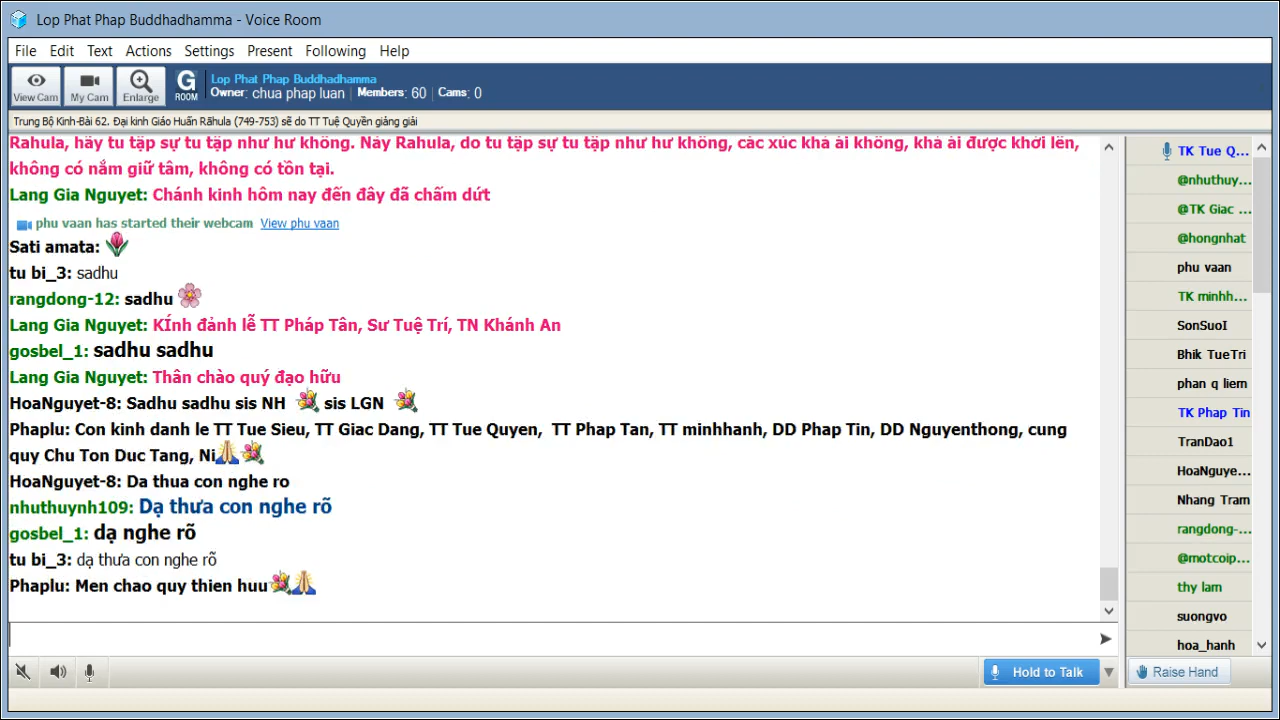 Lop Phat Phap Buddhadhamma - Voice Room
File Edit Text Actions Settings Present Following Help
View Cam My Cam Enlarge G ROOM
Lop Phat Phap Buddhadhamma
Owner: chua phap luan Members: 60 Cams: 0
Trung Bộ Kinh-Bài 62. Đại kinh Giáo Huấn Rãhula (749-753) sẽ do TT Tuệ Quyền giảng giải
Rahula, hãy tu tập sự tu tập như hư không. Này Rahula, do tu tập sự tu tập như hư không, các xúc khả ái không, khả ái được khởi lên,
không có nắm giữ tâm, không có tồn tại.
Lang Gia Nguyet: Chánh kinh hôm nay đến đây đã chấm dứt
phu vaan has started their webcam View phu vaan
Sati amata:
tu bi_3: sadhu
rangdong-12: sadhu
Lang Gia Nguyet: KÍnh đảnh lễ TT Pháp Tân, Sư Tuệ Trí, TN Khánh An
gosbel_1: sadhu sadhu
Lang Gia Nguyet: Thân chào quý đạo hữu
HoaNguyet-8: Sadhu sadhu sis NH sis LGN
Phaplu: Con kinh danh le TT Tue Sieu, TT Giac Dang, TT Tue Quyen, TT Phap Tan, TT minhhanh, DD Phap Tin, DD Nguyenthong, cung
quy Chu Ton Duc Tang, Ni
HoaNguyet-8: Da thua con nghe ro
nhuthuynh109: Dạ thưa con nghe rõ
gosbel_1: dạ nghe rõ
tu bi_3: dạ thưa con nghe rõ
Phaplu: Men chao quy thien huu
TK Tue Q...
@nhuthuy...
@TK Giac ...
@hongnhat
phu vaan
TK minhh...
SonSuoI
Bhik TueTri
phan q liem
TK Phap Tin
TranDao1
HoaNguye...
Nhang Tram
rangdong-...
@motcoip...
thy lam
suongvo
hoa_hanh
Hold to Talk
Raise Hand